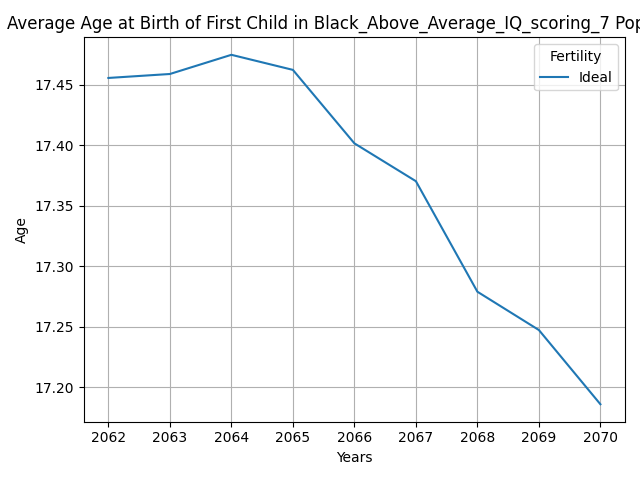 Average Age at Birth of First Child in Black_Above_Average_IQ_scoring_7 Pop
Fertility
Ideal
17.45
17.40
17.35
17.30
17.25
17.20
Age
2062 2063 2064 2065 2066 2067 2068 2069 2070
Years